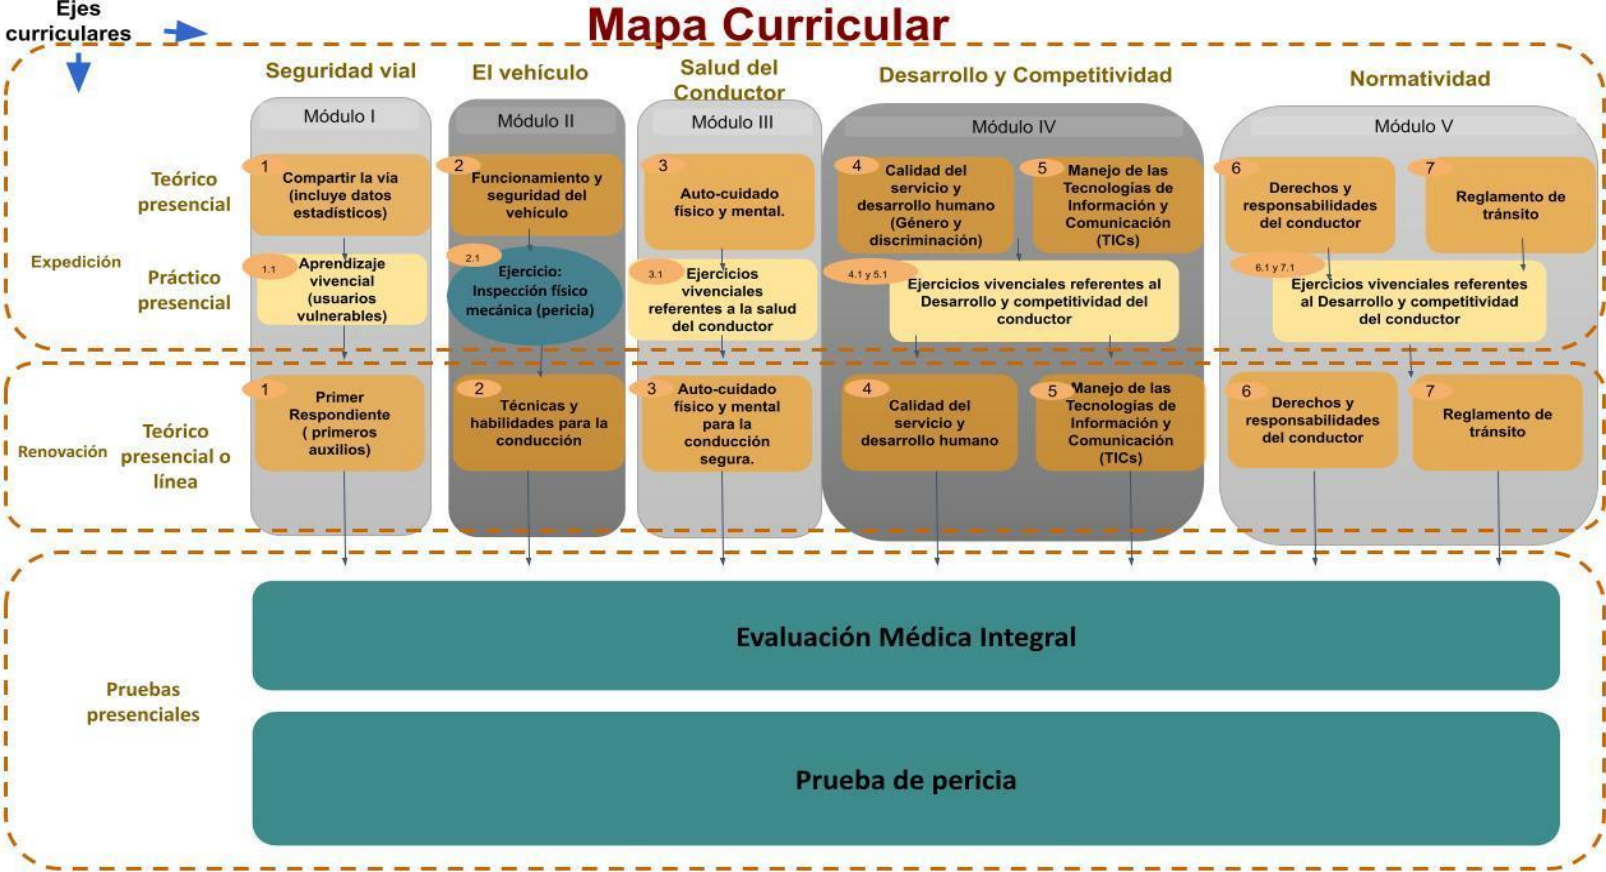 Ejes
curriculares
Mapa Curricular
Seguridad vial
El vehículo
Salud del
Conductor
Desarrollo y Competitividad
Normatividad
Módulo I
Módulo II
Módulo III
Módulo IV
Módulo V
Expedición
Teórico
presencial
1
Compartir la vía
(incluye datos
estadísticos)
2
Funcionamiento y
seguridad del
vehículo
3
Auto-cuidado
físico y mental.
4
Calidad del
servicio y
desarrollo humano
(Género y
discriminación)
5
Manejo de las
Tecnologías de
Información y
Comunicación
(TICs)
6
Derechos y
responsabilidades
del conductor
7
Reglamento de
tránsito
Práctico
presencial
1.1
Aprendizaje
vivencial
(usuarios
vulnerables)
2.1
Ejercicio:
Inspección físico
mecánica (pericia)
3.1
Ejercicios
vivenciales
referentes a la salud
del conductor
4.1 y 5.1
Ejercicios vivenciales referentes al
Desarrollo y competitividad del
conductor
6.1 y 7.1
Ejercicios vivenciales referentes
al Desarrollo y competitividad
del conductor
Renovación
Teórico
presencial o
línea
1
Primer
Respondiente
( primeros
auxilios)
2
Técnicas y
habilidades para la
conducción
3
Auto-cuidado
físico y mental
para la
conducción
segura.
4
Calidad del
servicio y
desarrollo humano
5
Manejo de las
Tecnologías de
Información y
Comunicación
(TICs)
6
Derechos y
responsabilidades
del conductor
7
Reglamento de
tránsito
Pruebas
presenciales
Evaluación Médica Integral
Prueba de pericia